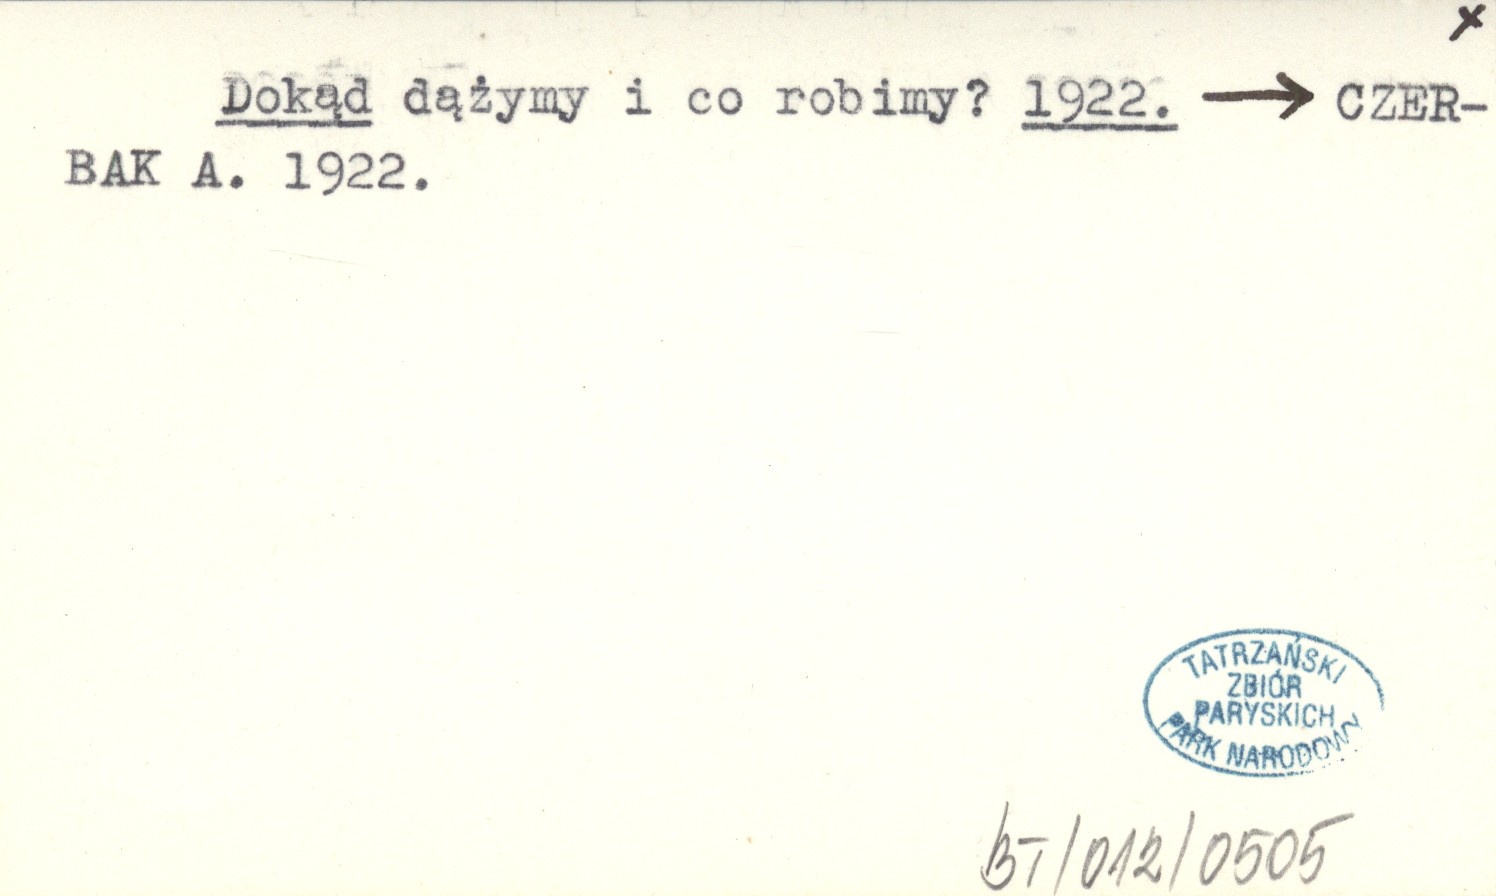 x
Dokąd dążymy i co robimy? 1922. → CZER-
BAK A. 1922.
TATRZAŃSKI
ZBIÓR
PARYSKICH
PARK NARODOWY
BT/012/0505